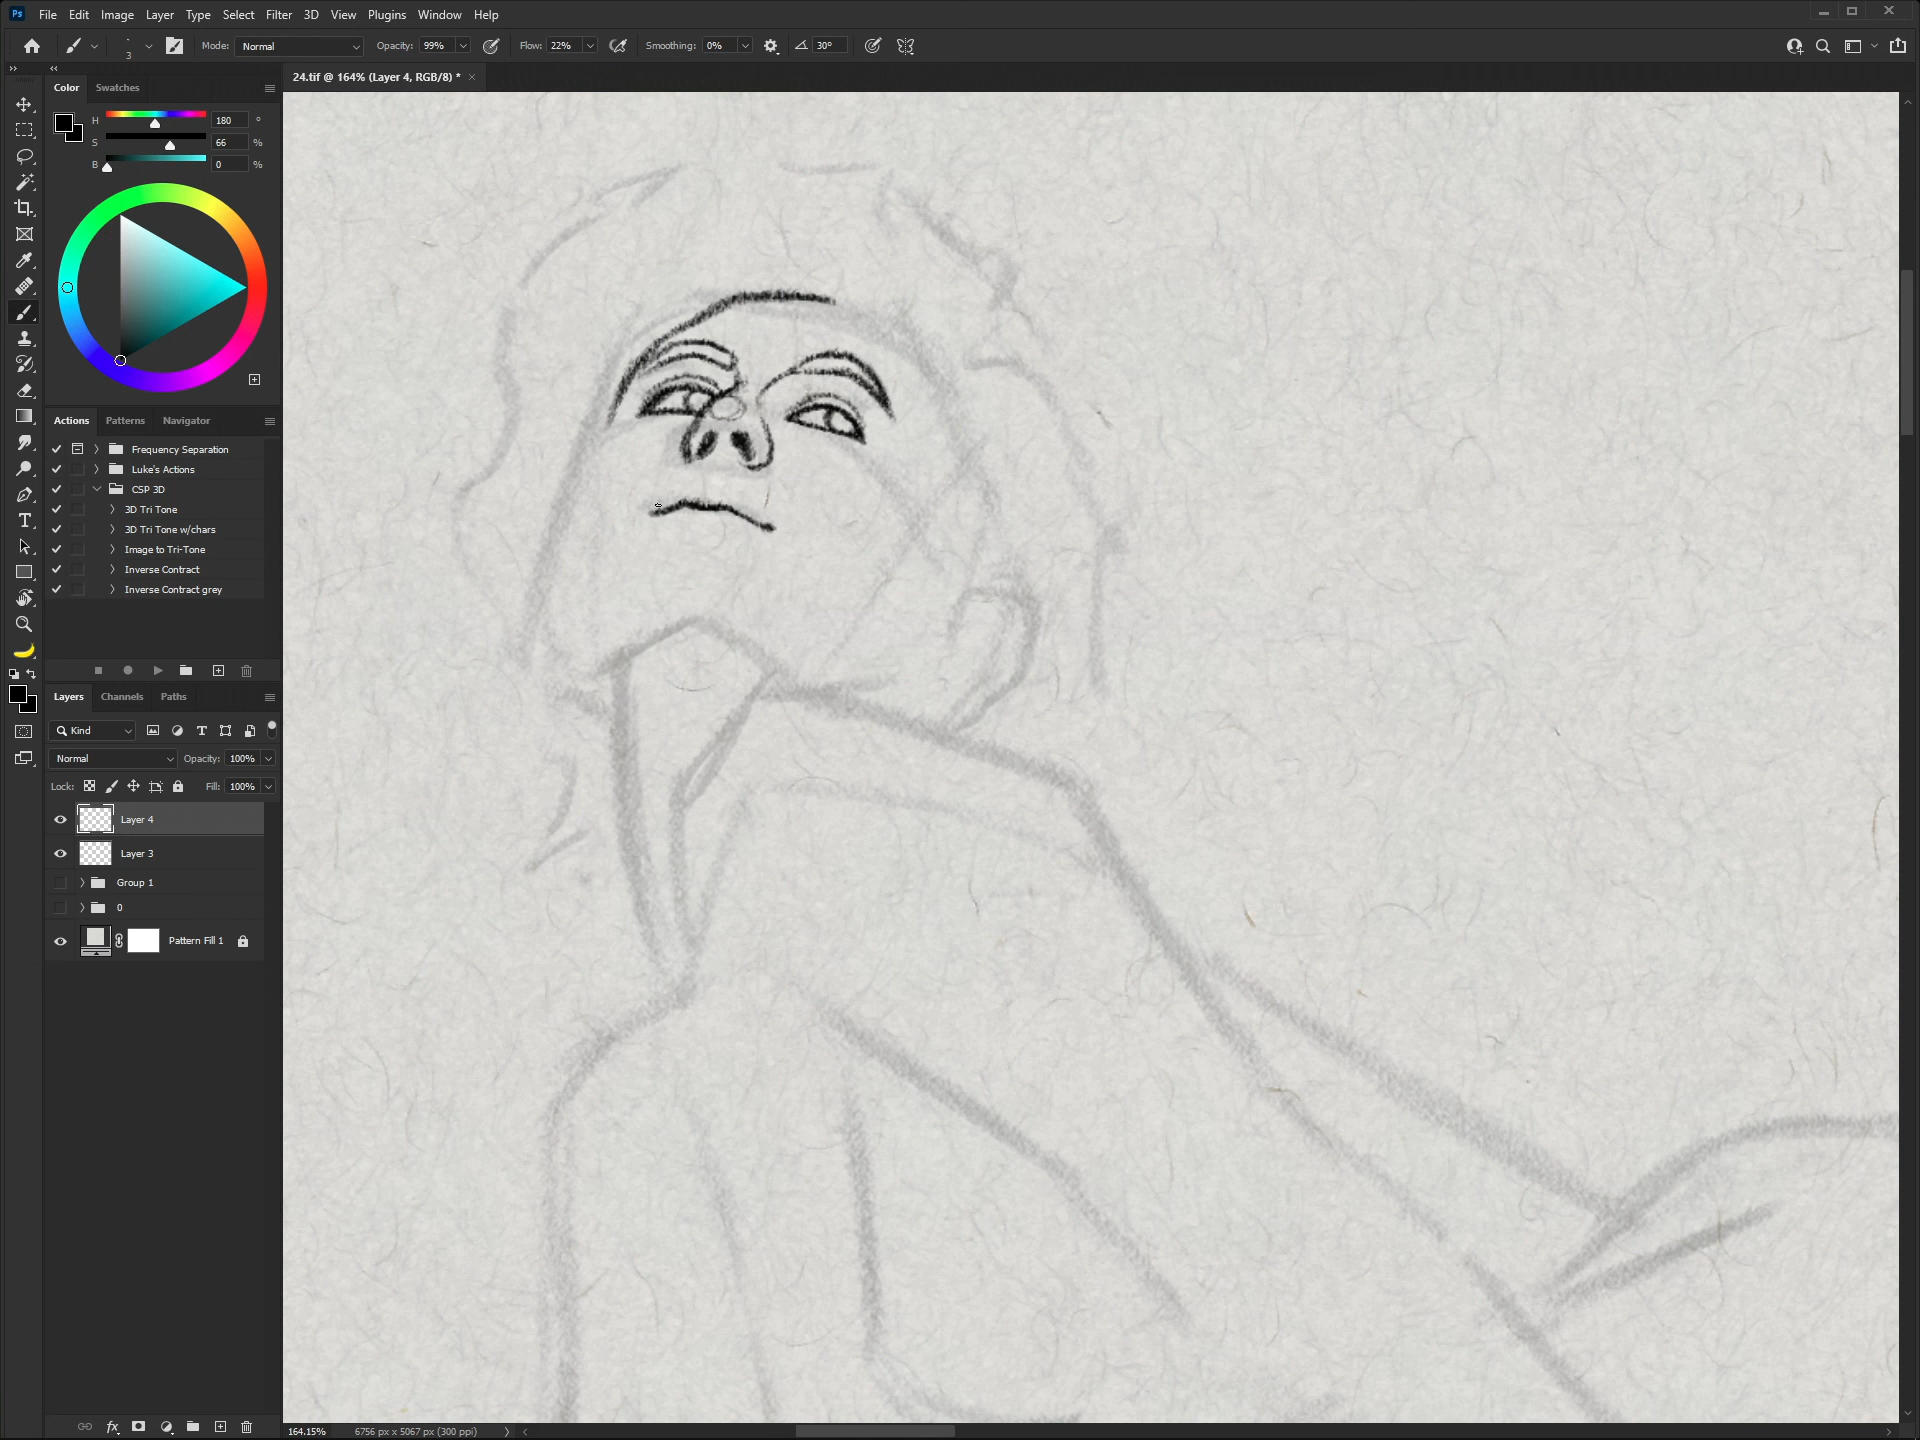 Ps File Edit Image Layer Type Select Filter 3D View Plugins Window Help
3 Mode: Normal Opacity: 99% Flow: 22% Smoothing: 0% 30°
24.tif @ 164% (Layer 4, RGB/8) *
Color Swatches
H 180 °
S 66 %
B 0 %
Actions Patterns Navigator
Frequency Separation
Luke's Actions
CSP 3D
3D Tri Tone
3D Tri Tone w/chars
Image to Tri-Tone
Inverse Contract
Inverse Contract grey
Layers Channels Paths
Kind
Normal Opacity: 100%
Lock: Fill: 100%
Layer 4
Layer 3
Group 1
0
Pattern Fill 1
fx
164.15% 6756 px x 5067 px (300 ppi)